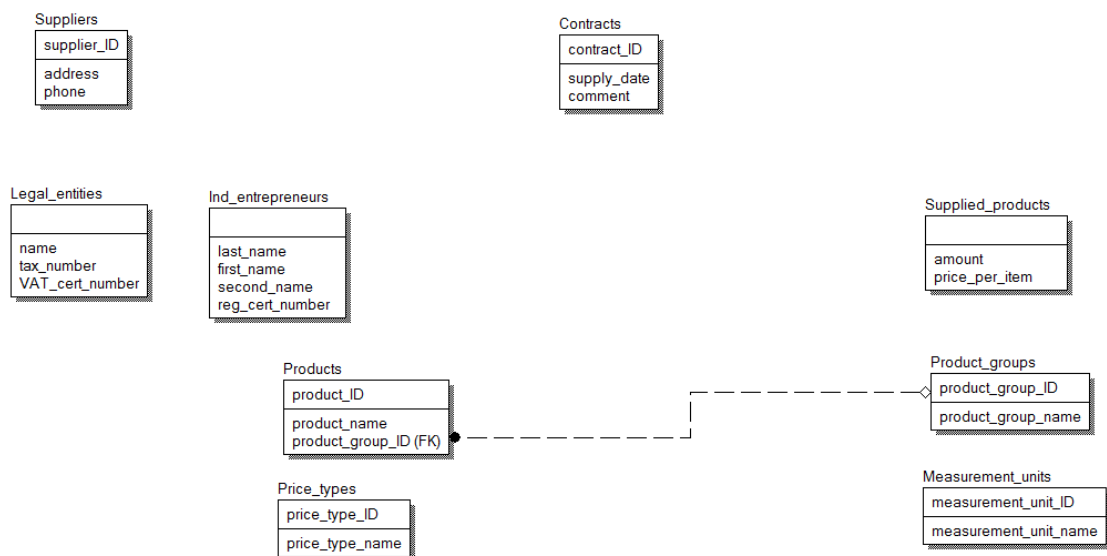 Suppliers
supplier_ID
address
phone
Contracts
contract_ID
supply_date
comment
Legal_entities
name
tax_number
VAT_cert_number
Ind_entrepreneurs
last_name
first_name
second_name
reg_cert_number
Supplied_products
amount
price_per_item
Products
product_ID
product_name
product_group_ID (FK)
Product_groups
product_group_ID
product_group_name
Price_types
price_type_ID
price_type_name
Measurement_units
measurement_unit_ID
measurement_unit_name